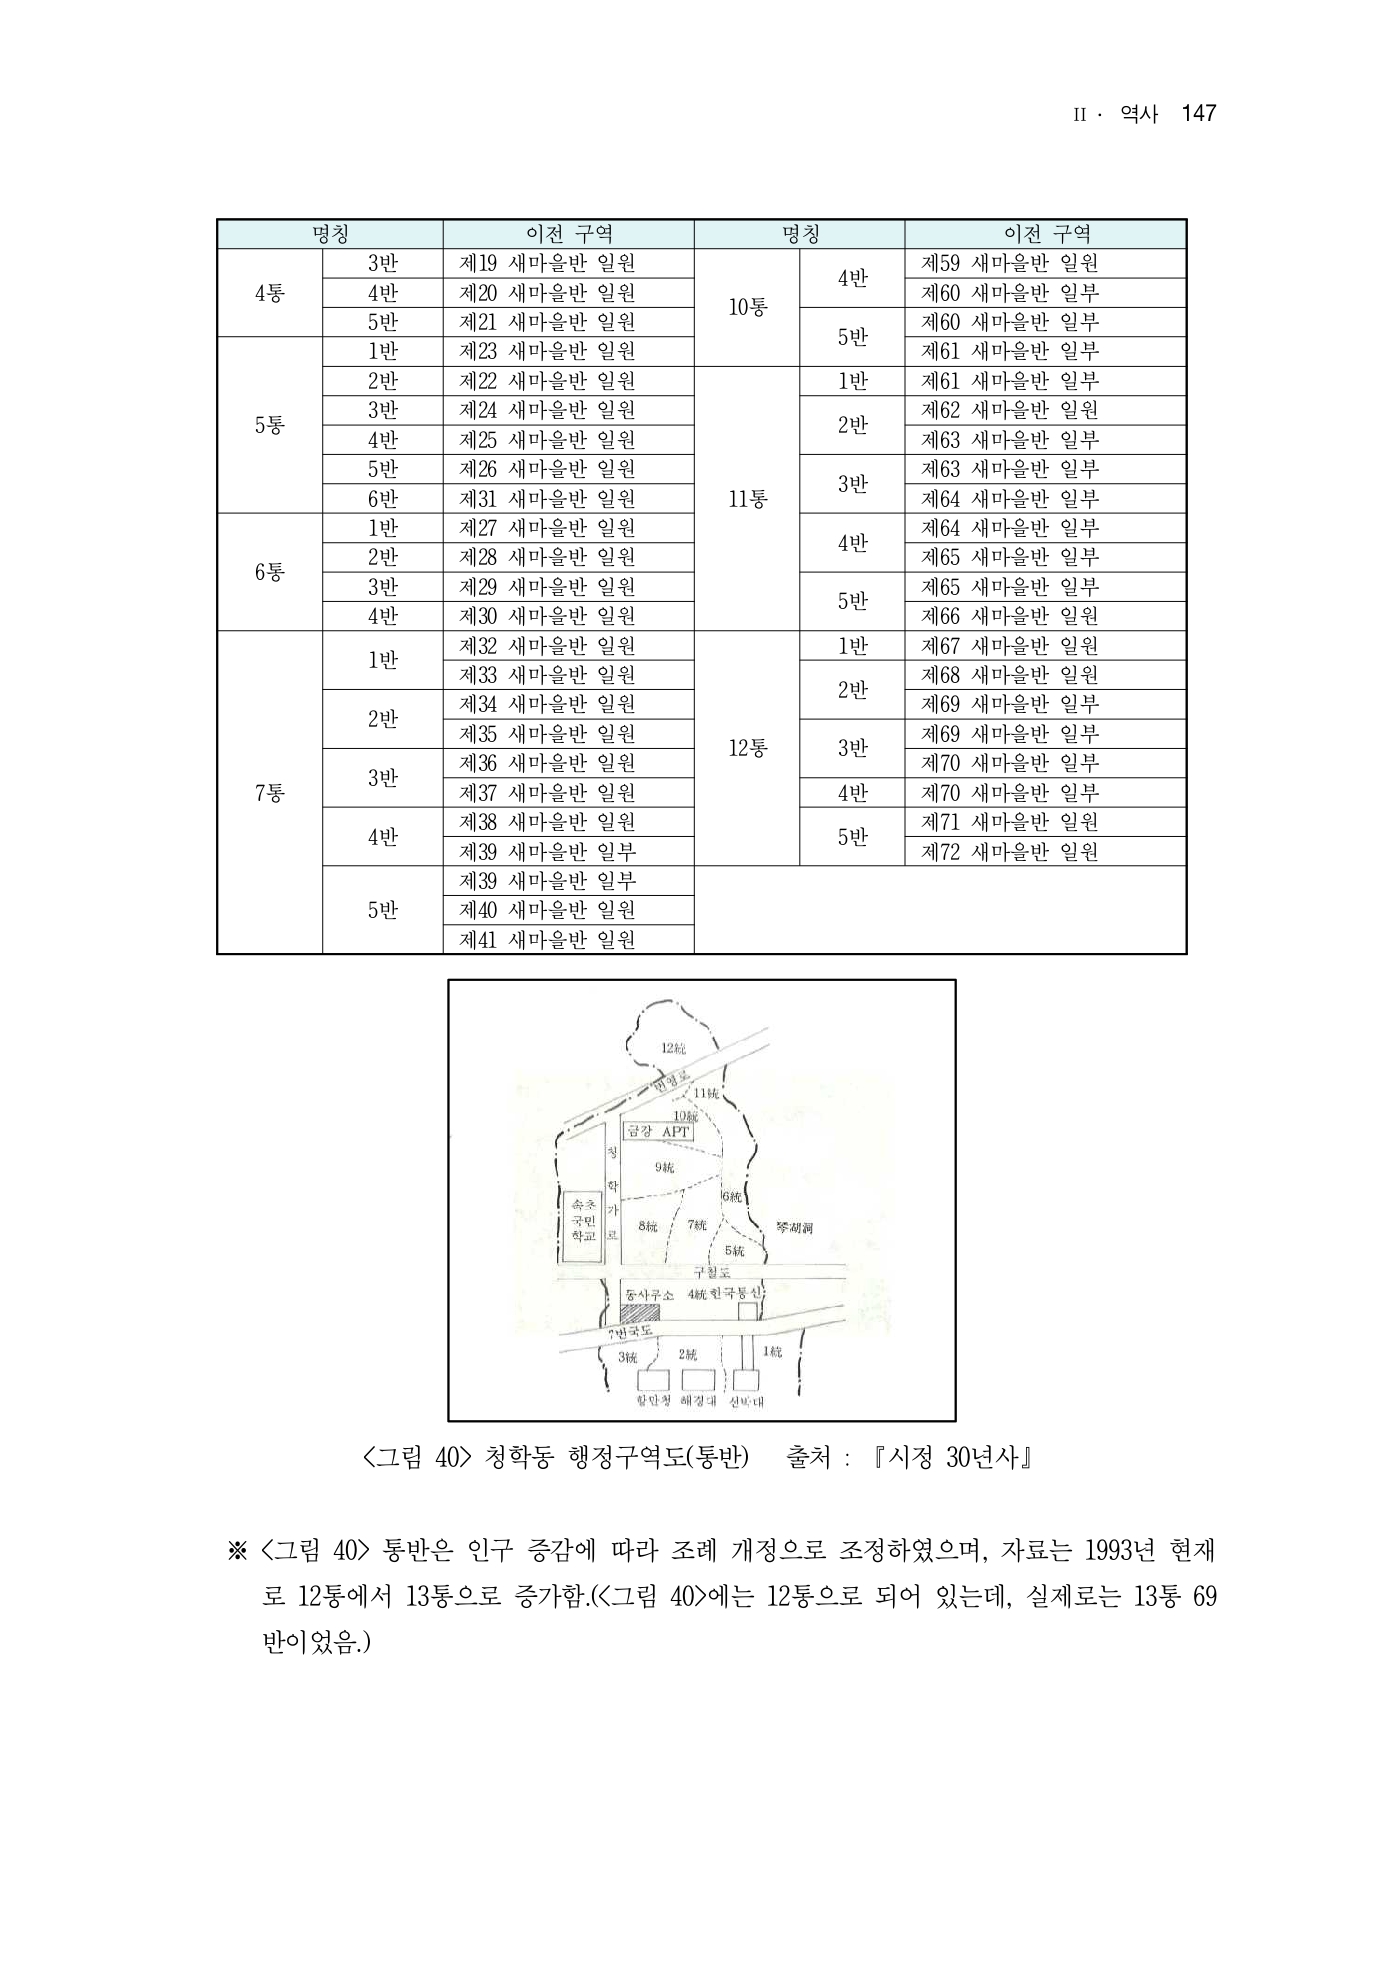 II · 역사 147
명칭 이전 구역 명칭 이전 구역
4통 3반 제19 새마을반 일원 10통 4반 제59 새마을반 일원
4반 제20 새마을반 일원 제60 새마을반 일부
5반 제21 새마을반 일원 5반 제60 새마을반 일부
5통 1반 제23 새마을반 일원 제61 새마을반 일부
2반 제22 새마을반 일원 11통 1반 제61 새마을반 일부
3반 제24 새마을반 일원 2반 제62 새마을반 일원
4반 제25 새마을반 일원 제63 새마을반 일부
5반 제26 새마을반 일원 3반 제63 새마을반 일부
6반 제31 새마을반 일원 제64 새마을반 일부
6통 1반 제27 새마을반 일원 4반 제64 새마을반 일부
2반 제28 새마을반 일원 제65 새마을반 일부
3반 제29 새마을반 일원 5반 제65 새마을반 일부
4반 제30 새마을반 일원 제66 새마을반 일원
7통 1반 제32 새마을반 일원 12통 1반 제67 새마을반 일원
제33 새마을반 일원 2반 제68 새마을반 일원
2반 제34 새마을반 일원 제69 새마을반 일부
제35 새마을반 일원 3반 제69 새마을반 일부
3반 제36 새마을반 일원 제70 새마을반 일부
제37 새마을반 일원 4반 제70 새마을반 일부
4반 제38 새마을반 일원 5반 제71 새마을반 일원
제39 새마을반 일부 제72 새마을반 일원
5반 제39 새마을반 일부
제40 새마을반 일원
제41 새마을반 일원
12統
번영로
11統
10統
금강 APT
청학가로
9統
6統
속초
국민
학교
8統 7統
琴湖洞
5統
구철도
동사무소 4統 한국통신
7번국도
3統 2統 1統
항만청 해경대 선박대
<그림 40> 청학동 행정구역도(통반) 출처 : 『시정 30년사』
※ <그림 40> 통반은 인구 증감에 따라 조례 개정으로 조정하였으며, 자료는 1993년 현재
로 12통에서 13통으로 증가함.(<그림 40>에는 12통으로 되어 있는데, 실제로는 13통 69
반이었음.)